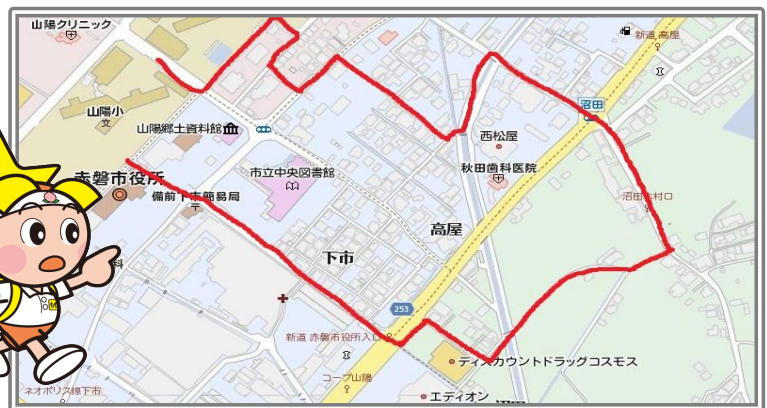 山陽クリニック
新道 高屋
沼田
山陽小
山陽郷土資料館
西松屋
市立中央図書館
秋田歯科医院
赤磐市役所
備前下市簡易局
高屋
下市
科
253
新道 赤磐市役所入口
ディスカウントドラッグコスモス
コープ山陽
ネオポリス線下市
エディオン